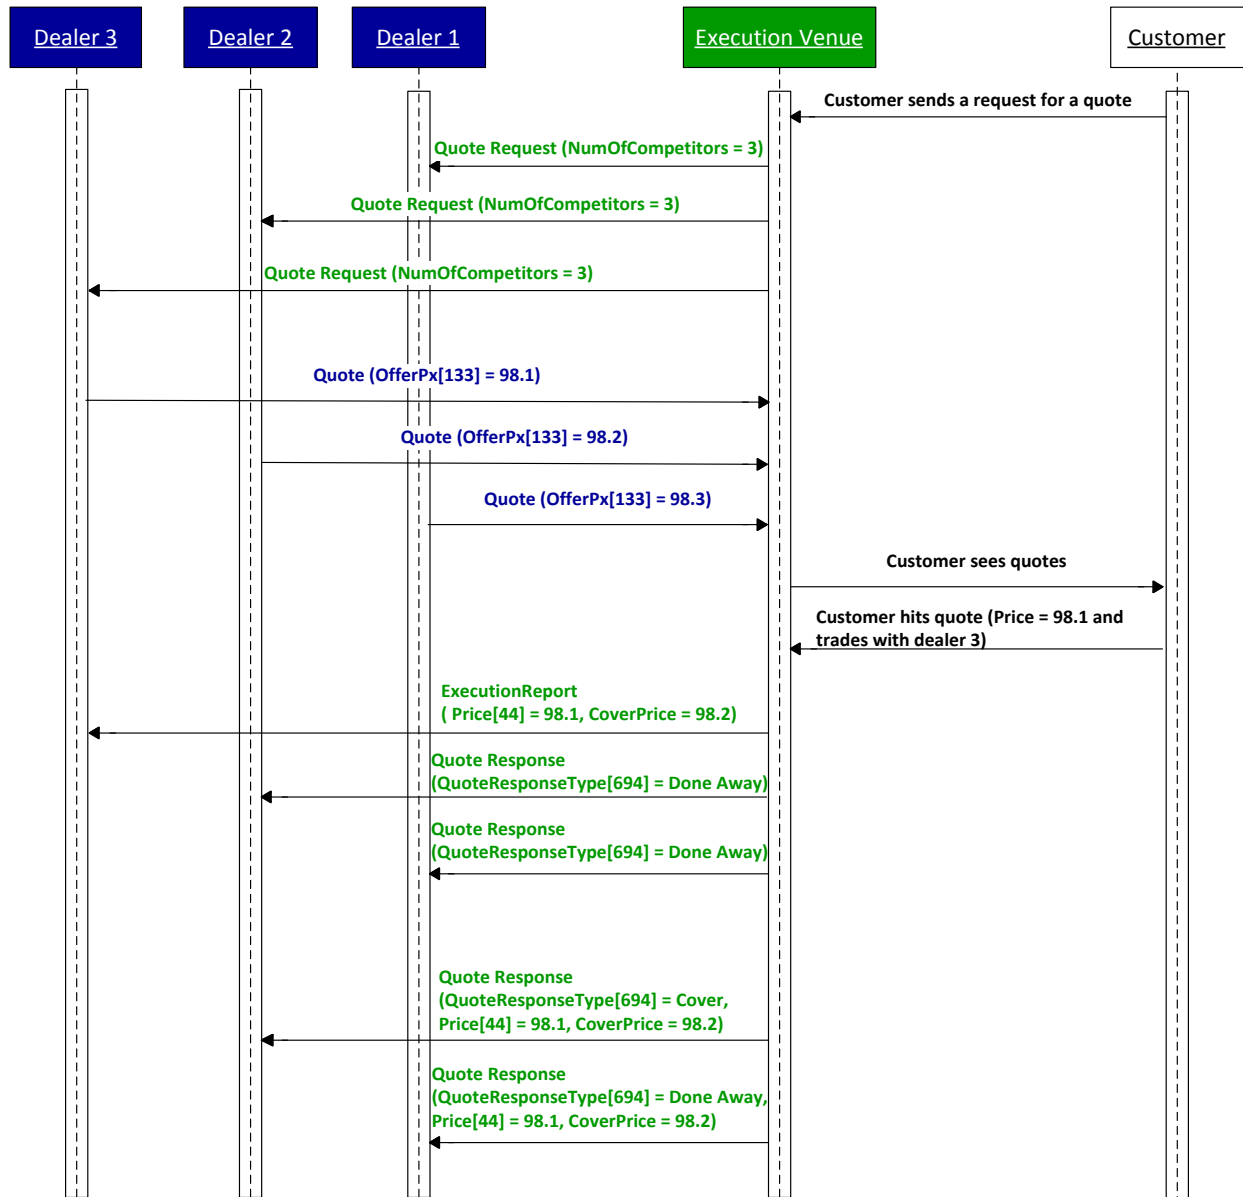 Dealer 3
Dealer 2
Dealer 1
Execution Venue
Customer
Customer sends a request for a quote
Quote Request (NumOfCompetitors = 3)
Quote Request (NumOfCompetitors = 3)
Quote Request (NumOfCompetitors = 3)
Quote (OfferPx[133] = 98.1)
Quote (OfferPx[133] = 98.2)
Quote (OfferPx[133] = 98.3)
Customer sees quotes
Customer hits quote (Price = 98.1 and
trades with dealer 3)
ExecutionReport
( Price[44] = 98.1, CoverPrice = 98.2)
Quote Response
(QuoteResponseType[694] = Done Away)
Quote Response
(QuoteResponseType[694] = Done Away)
Quote Response
(QuoteResponseType[694] = Cover,
Price[44] = 98.1, CoverPrice = 98.2)
Quote Response
(QuoteResponseType[694] = Done Away,
Price[44] = 98.1, CoverPrice = 98.2)